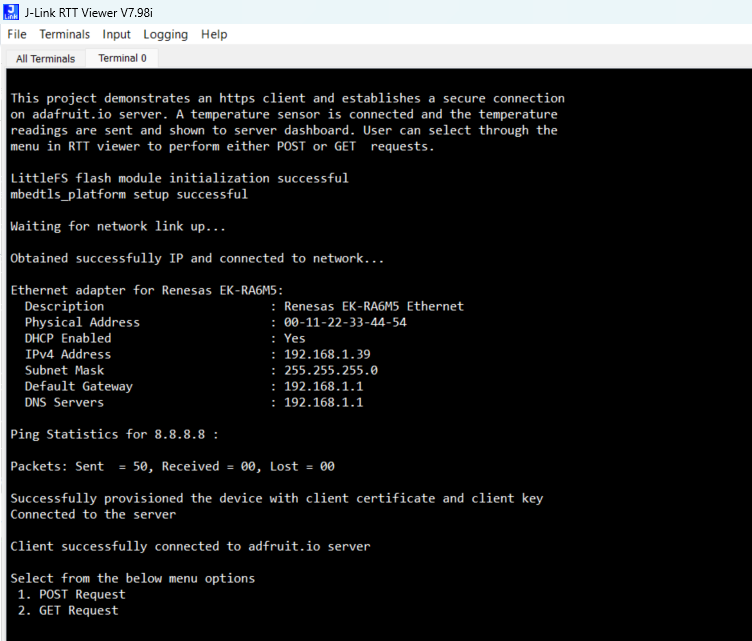 J-Link RTT Viewer V7.98i
File Terminals Input Logging Help
All Terminals Terminal 0
This project demonstrates an https client and establishes a secure connection
on adafruit.io server. A temperature sensor is connected and the temperature
readings are sent and shown to server dashboard. User can select through the
menu in RTT viewer to perform either POST or GET  requests.
LittleFS flash module initialization successful
mbedtls_platform setup successful
Waiting for network link up...
Obtained successfully IP and connected to network...
Ethernet adapter for Renesas EK-RA6M5:
Description : Renesas EK-RA6M5 Ethernet
Physical Address : 00-11-22-33-44-54
DHCP Enabled : Yes
IPv4 Address : 192.168.1.39
Subnet Mask : 255.255.255.0
Default Gateway : 192.168.1.1
DNS Servers : 192.168.1.1
Ping Statistics for 8.8.8.8 :
Packets: Sent  = 50, Received = 00, Lost = 00
Successfully provisioned the device with client certificate and client key
Connected to the server
Client successfully connected to adfruit.io server
Select from the below menu options
1. POST Request
2. GET Request